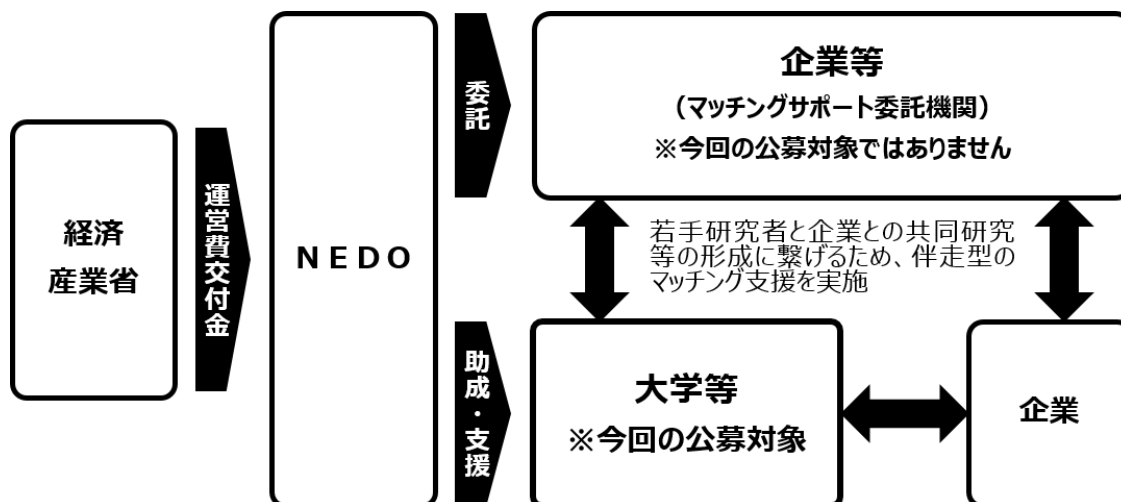 経済
産業省
運営費交付金
NEDO
委託
企業等
（マッチングサポート委託機関）
※今回の公募対象ではありません
若手研究者と企業との共同研究
等の形成に繋げるため、伴走型の
マッチング支援を実施
助成・支援
大学等
※今回の公募対象
企業